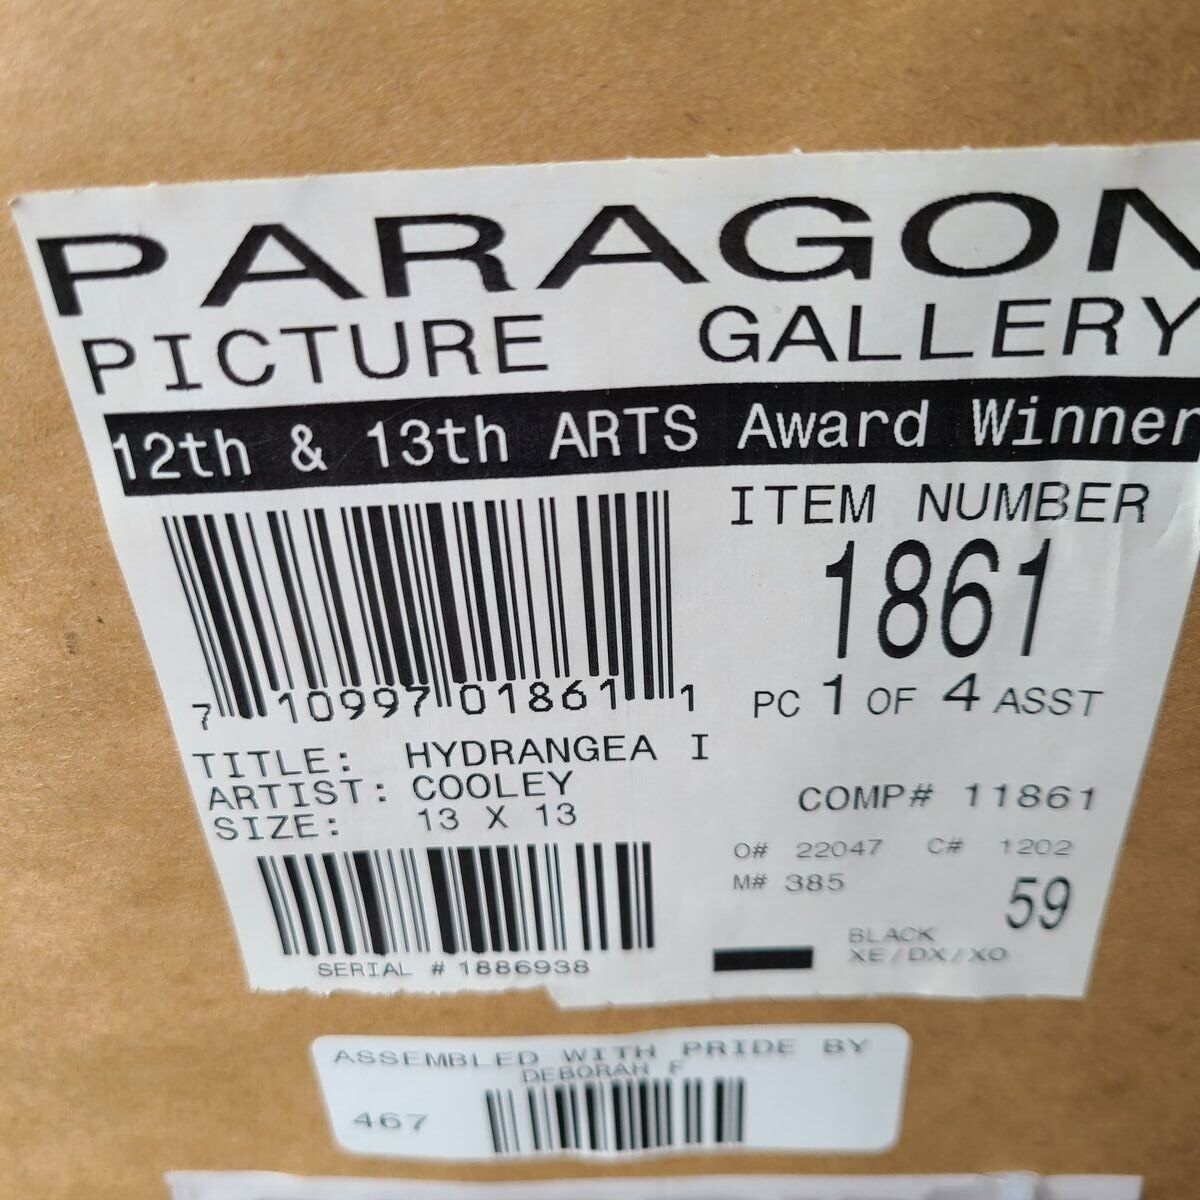 PARAGON
PICTURE GALLERY
12th & 13th ARTS Award Winner
ITEM NUMBER
1861
PC 1 OF 4 ASST
7 10997 01861 1
TITLE: HYDRANGEA I
ARTIST: COOLEY
SIZE: 13 X 13
COMP# 11861
O# 22047 C# 1202
M# 385
59
BLACK
XE/DX/XO
SERIAL # 1886938
ASSEMBLED WITH PRIDE BY
DEBORAH F
467